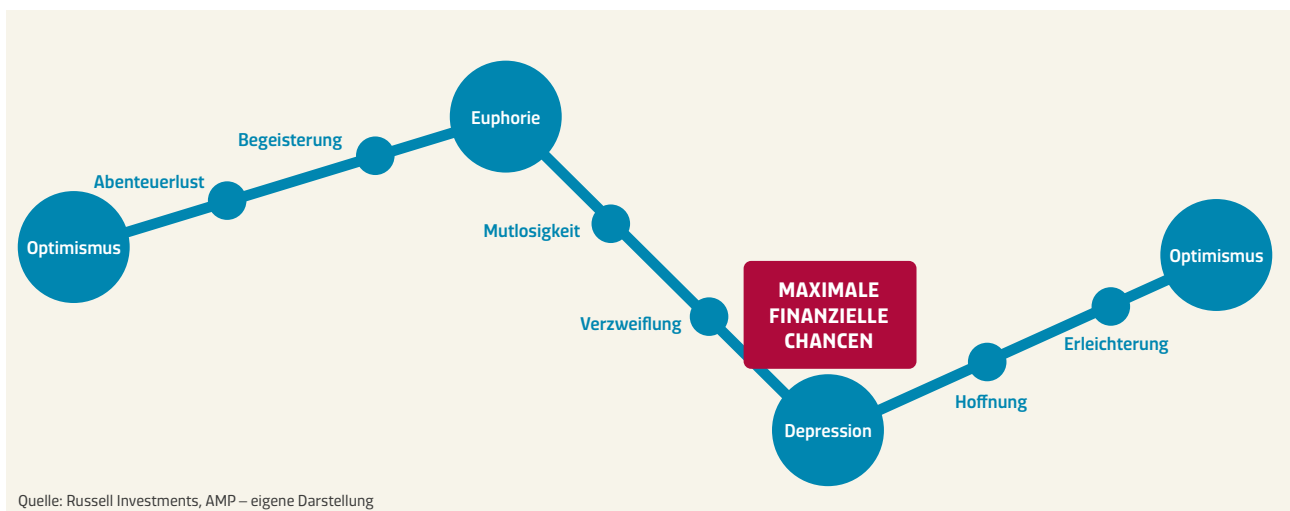 Euphorie
Begeisterung
Abenteuerlust
Optimismus
Mutlosigkeit
Verzweiflung
MAXIMALE
FINANZIELLE
CHANCEN
Depression
Hoffnung
Erleichterung
Optimismus
Quelle: Russell Investments, AMP – eigene Darstellung